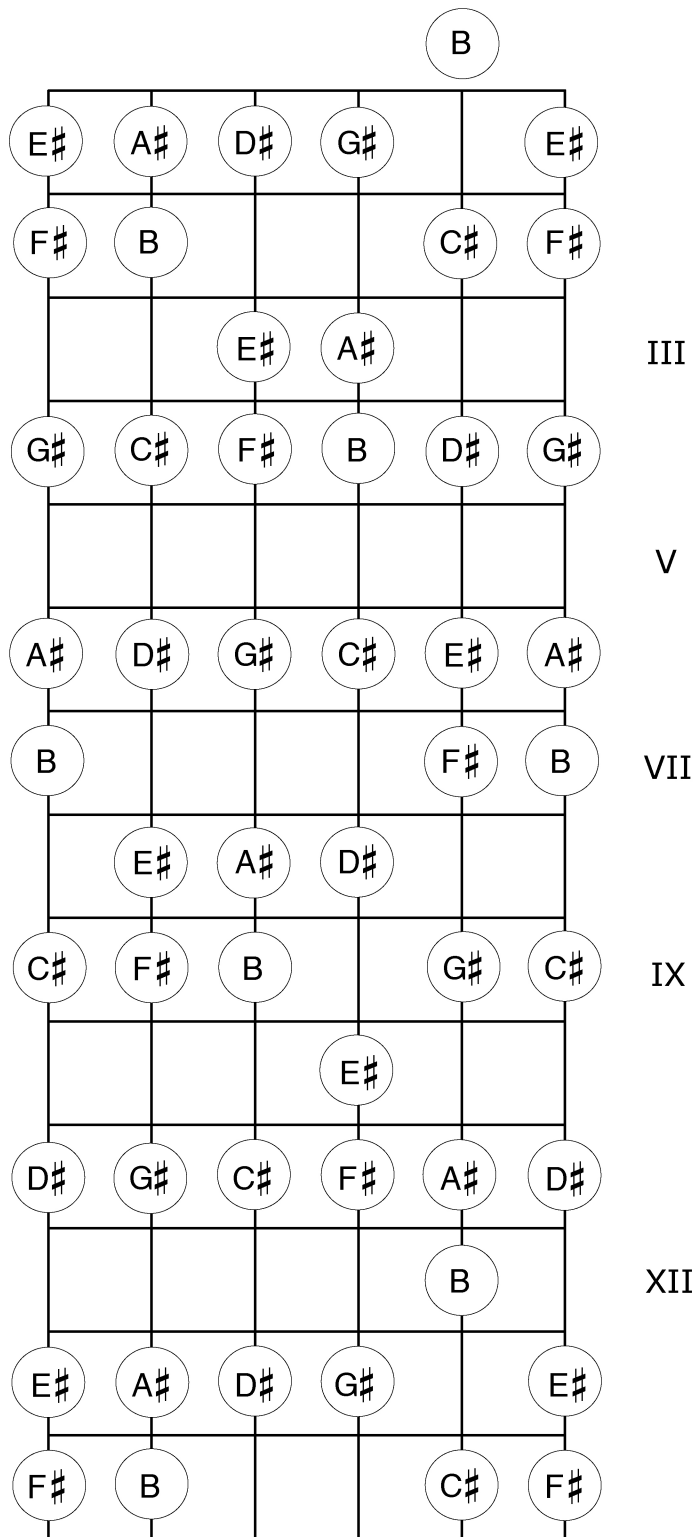 B
E♯ A♯ D♯ G♯ E♯
F♯ B C♯ F♯
E♯ A♯ III
G♯ C♯ F♯ B D♯ G♯
V
A♯ D♯ G♯ C♯ E♯ A♯
B F♯ B VII
E♯ A♯ D♯
C♯ F♯ B G♯ C♯ IX
E♯
D♯ G♯ C♯ F♯ A♯ D♯
B XII
E♯ A♯ D♯ G♯ E♯
F♯ B C♯ F♯